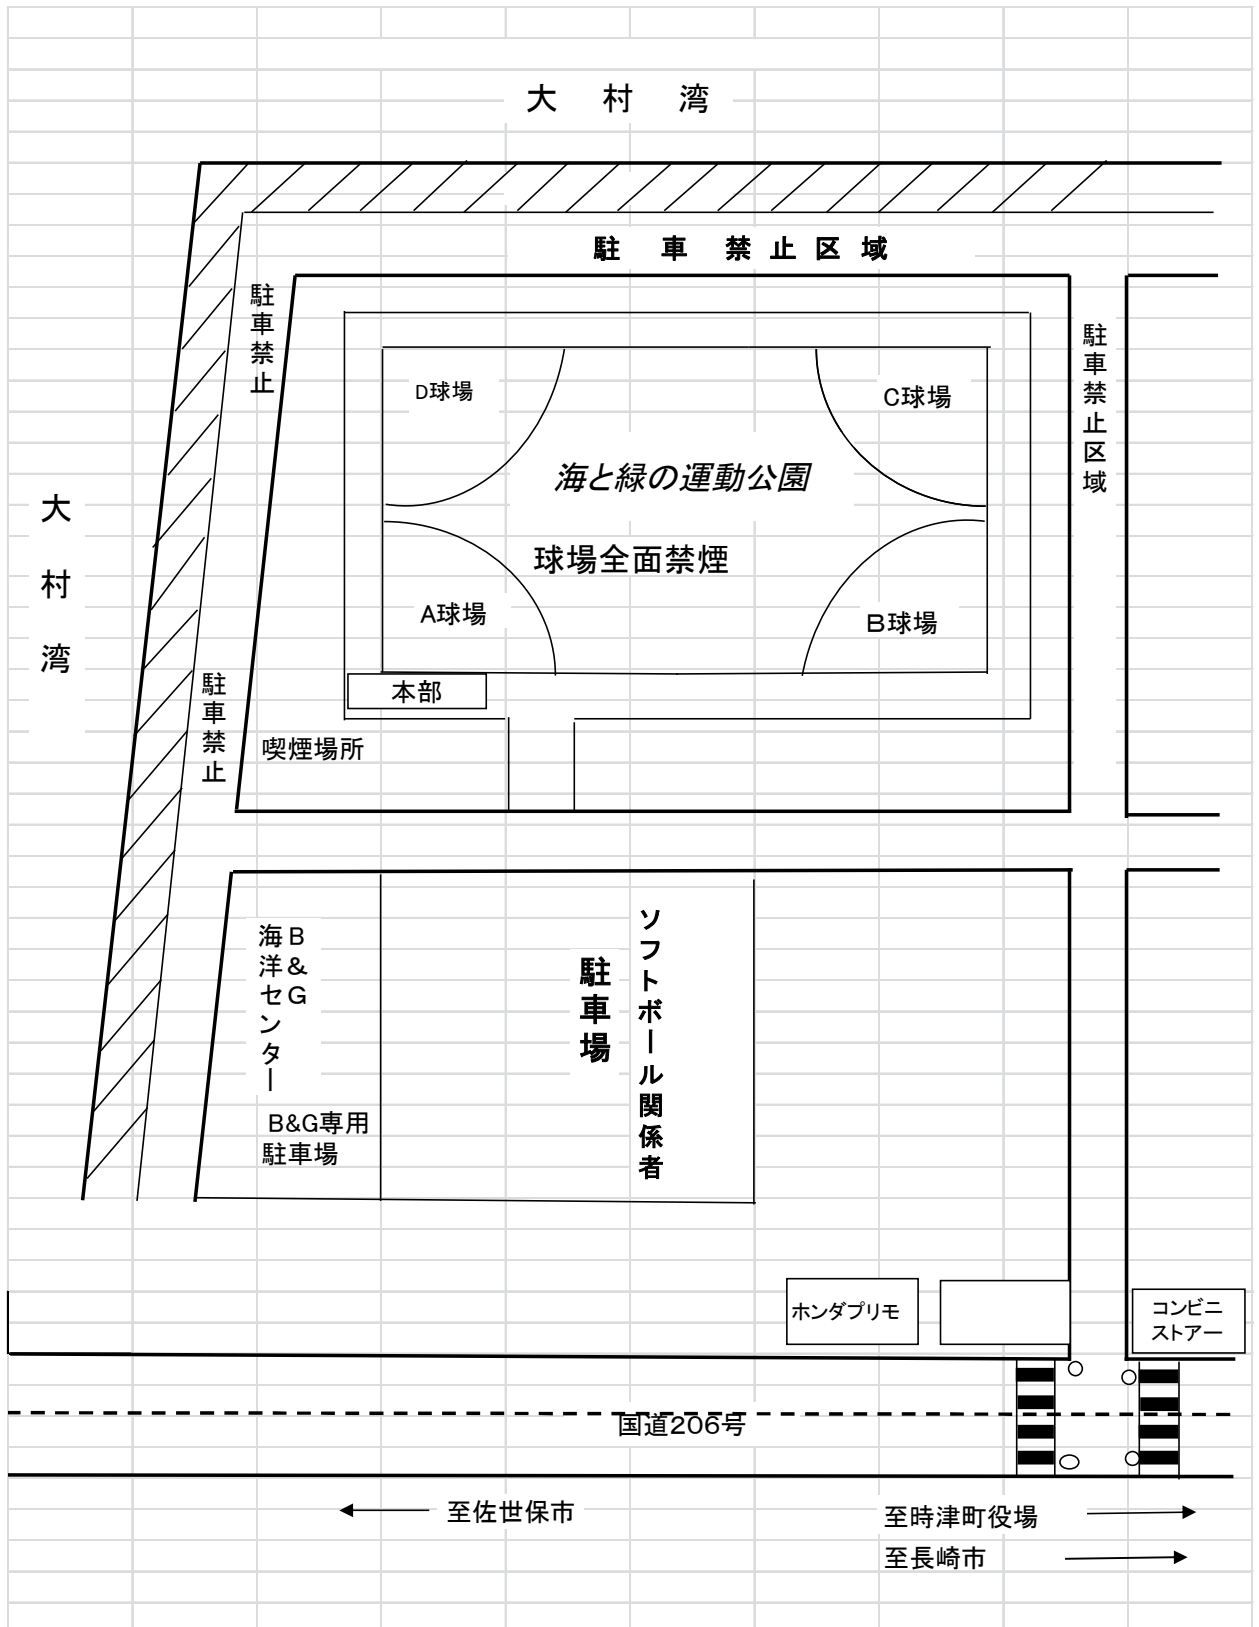 大　村　湾
駐　車　禁 止 区 域
駐車禁止
駐車禁止区域
D球場
C球場
海と緑の運動公園
大　村　湾
球場全面禁煙
A球場
B球場
駐車禁止
本部
喫煙場所
B&G
海洋センター
ソフトボール関係者
駐車場
B&G専用
駐車場
ホンダプリモ
コンビニ
ストアー
国道206号
至佐世保市
至時津町役場
至長崎市